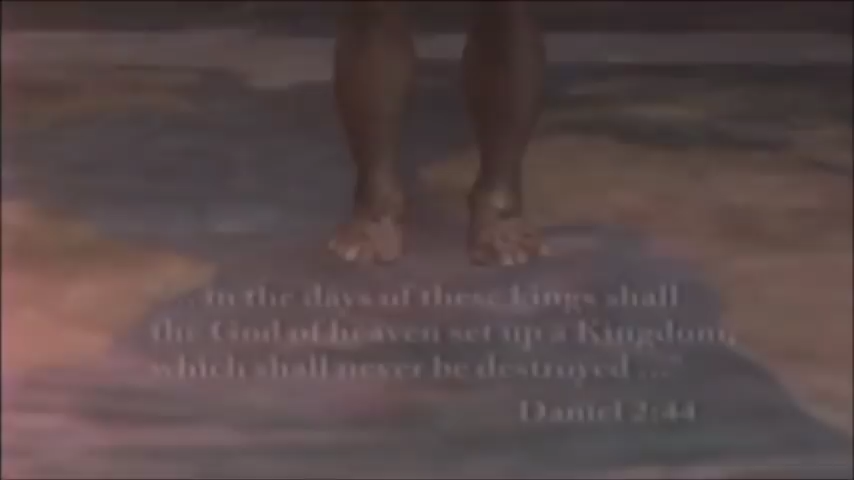 "... in the days of these kings shall
the God of heaven set up a Kingdom,
which shall never be destroyed ..."
Daniel 2:44